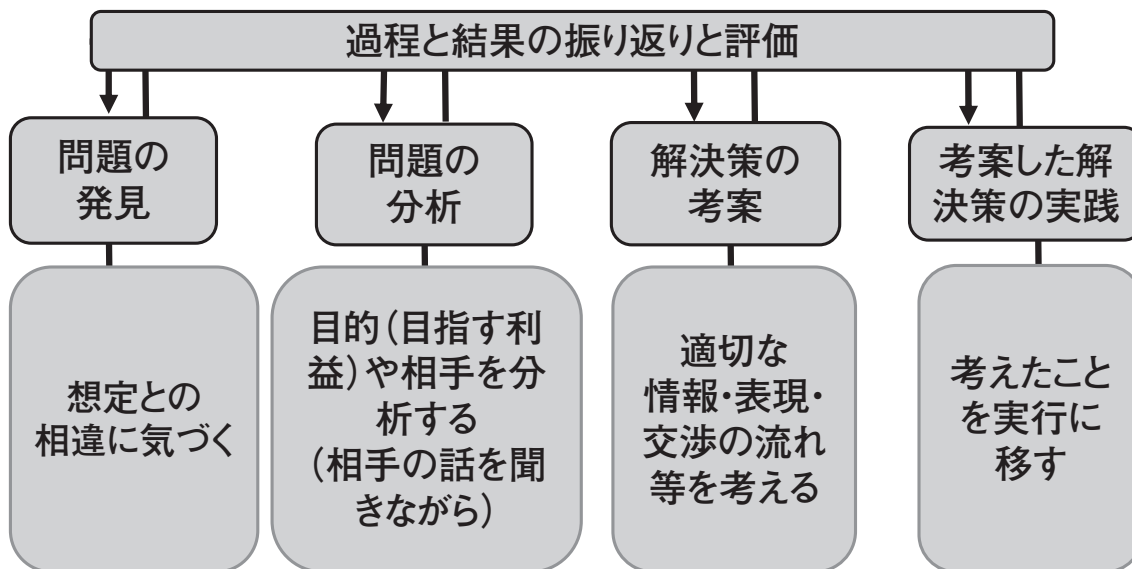 過程と結果の振り返りと評価
問題の
発見
問題の
分析
解決策の
考案
考案した解
決策の実践
想定との
相違に気づく
目的(目指す利
益)や相手を分
析する
(相手の話を聞
きながら)
適切な
情報・表現・
交渉の流れ
等を考える
考えたこと
を実行に
移す